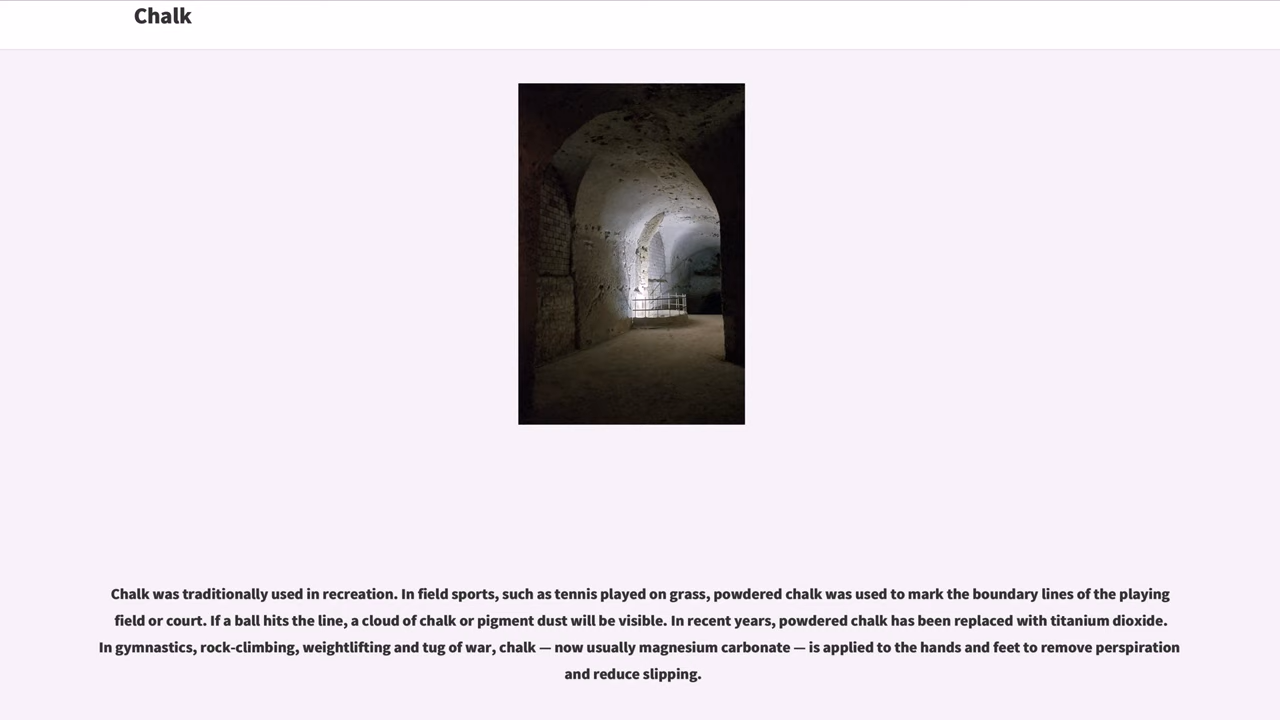 Chalk
Chalk was traditionally used in recreation. In field sports, such as tennis played on grass, powdered chalk was used to mark the boundary lines of the playing
field or court. If a ball hits the line, a cloud of chalk or pigment dust will be visible. In recent years, powdered chalk has been replaced with titanium dioxide.
In gymnastics, rock-climbing, weightlifting and tug of war, chalk — now usually magnesium carbonate — is applied to the hands and feet to remove perspiration
and reduce slipping.